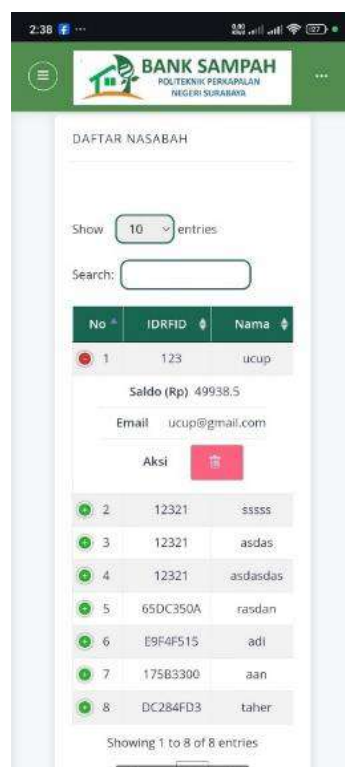 2:38
BANK SAMPAH
POLITEKNIK PERKAPALAN
NEGERI SURABAYA
DAFTAR NASABAH
Show 10 entries
Search:
No IDRFID Nama
1 123 ucup
Saldo (Rp) 49938.5
Email ucup@gmail.com
Aksi
2 12321 sssss
3 12321 asdas
4 12321 asdasdas
5 65DC350A rasdan
6 E9F4F515 adi
7 175B3300 aan
8 DC284FD3 taher
Showing 1 to 8 of 8 entries